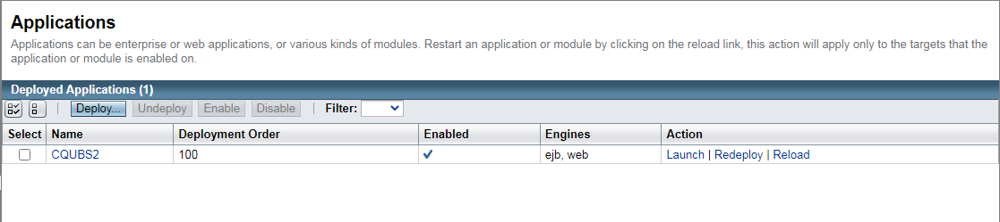 Applications
Applications can be enterprise or web applications, or various kinds of modules. Restart an application or module by clicking on the reload link, this action will apply only to the targets that the
application or module is enabled on.
Deployed Applications (1)
Deploy... Undeploy Enable Disable Filter:
Select Name Deployment Order Enabled Engines Action
CQUBS2 100 ejb, web Launch | Redeploy | Reload